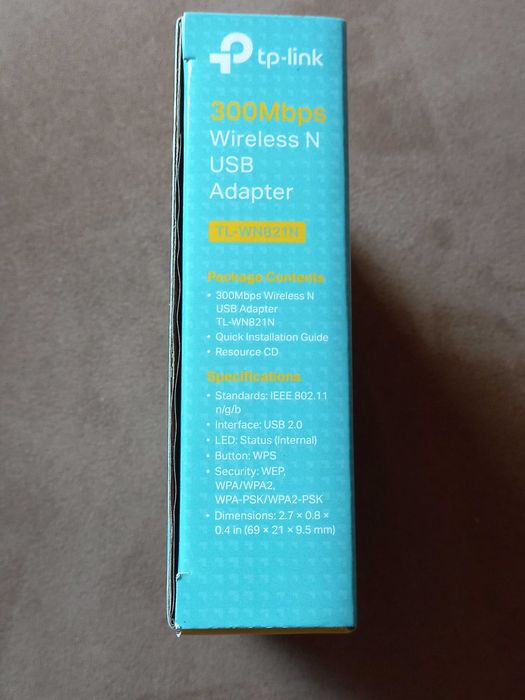 tp-link
300Mbps
Wireless N
USB
Adapter
TL-WN821N
Package Contents
• 300Mbps Wireless N
USB Adapter
TL-WN821N
• Quick Installation Guide
• Resource CD
Specifications
• Standards: IEEE 802.11
n/g/b
• Interface: USB 2.0
• LED: Status (Internal)
• Button: WPS
• Security: WEP,
WPA/WPA2,
WPA-PSK/WPA2-PSK
• Dimensions: 2.7 × 0.8 ×
0.4 in (69 × 21 × 9.5 mm)